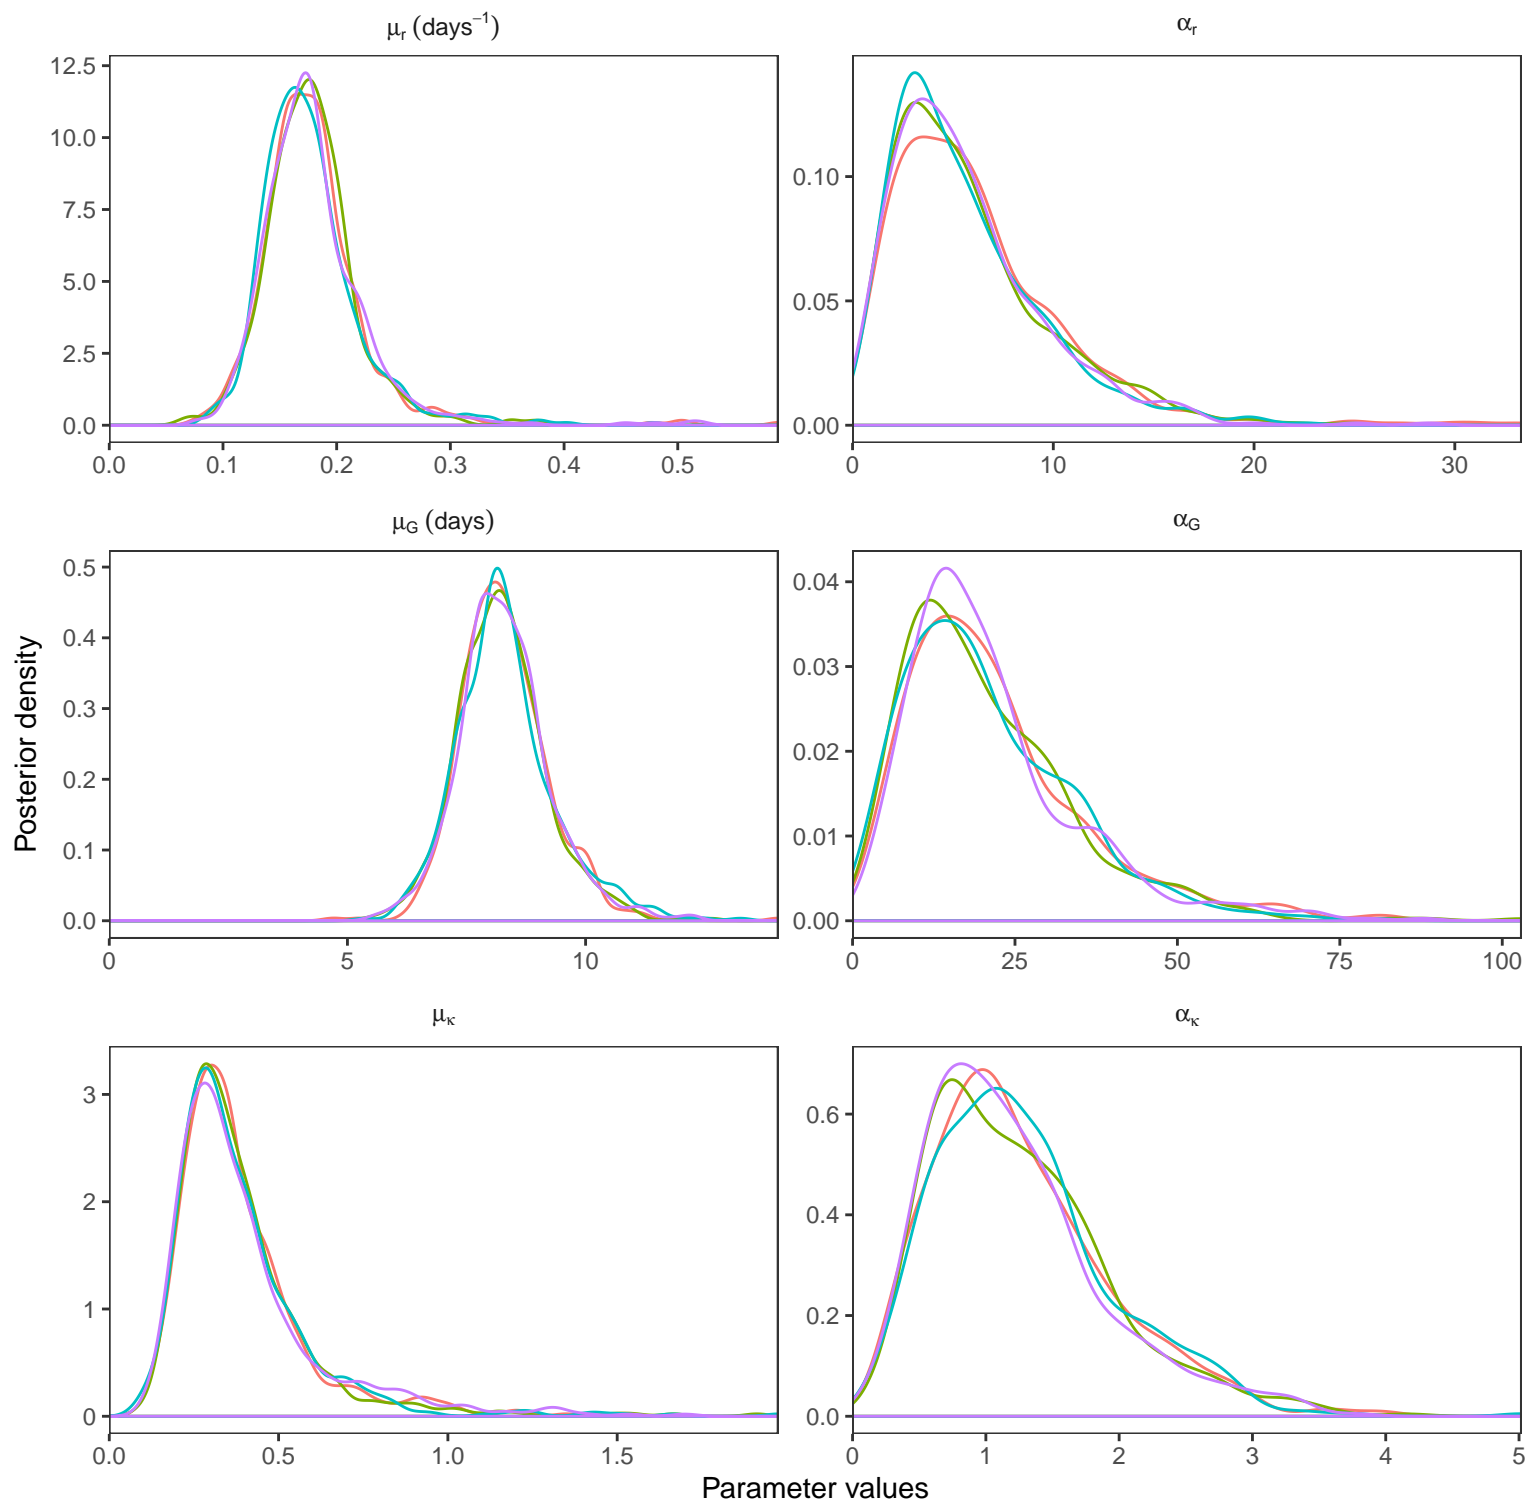 μr (days−1)
αr
12.5
10.0
7.5
5.0
2.5
0.0
0.0 0.1 0.2 0.3 0.4 0.5
0.10
0.05
0.00
0 10 20 30
μG (days)
αG
0.5
0.4
0.3
0.2
0.1
0.0
0 5 10
0.04
0.03
0.02
0.01
0.00
0 25 50 75 100
Posterior density
μκ
ακ
3
2
1
0
0.0 0.5 1.0 1.5
0.6
0.4
0.2
0.0
0 1 2 3 4 5
Parameter values